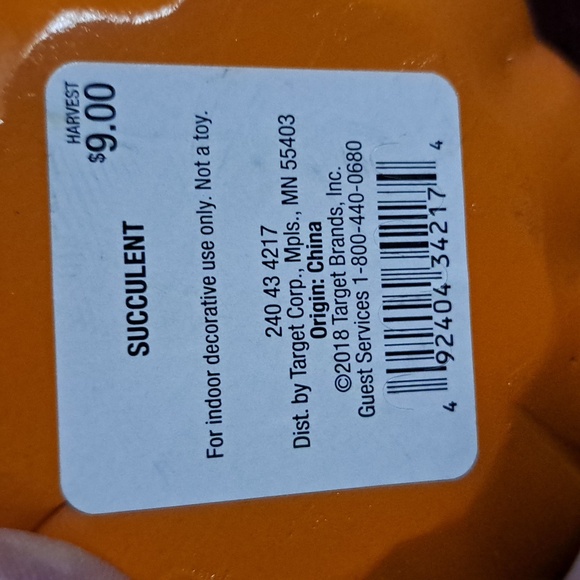 HARVEST
$9.00
SUCCULENT
For indoor decorative use only. Not a toy.
240 43 4217
Dist. by Target Corp., Mpls., MN 55403
Origin: China
©2018 Target Brands, Inc.
Guest Services 1-800-440-0680
4 92404 34217 4